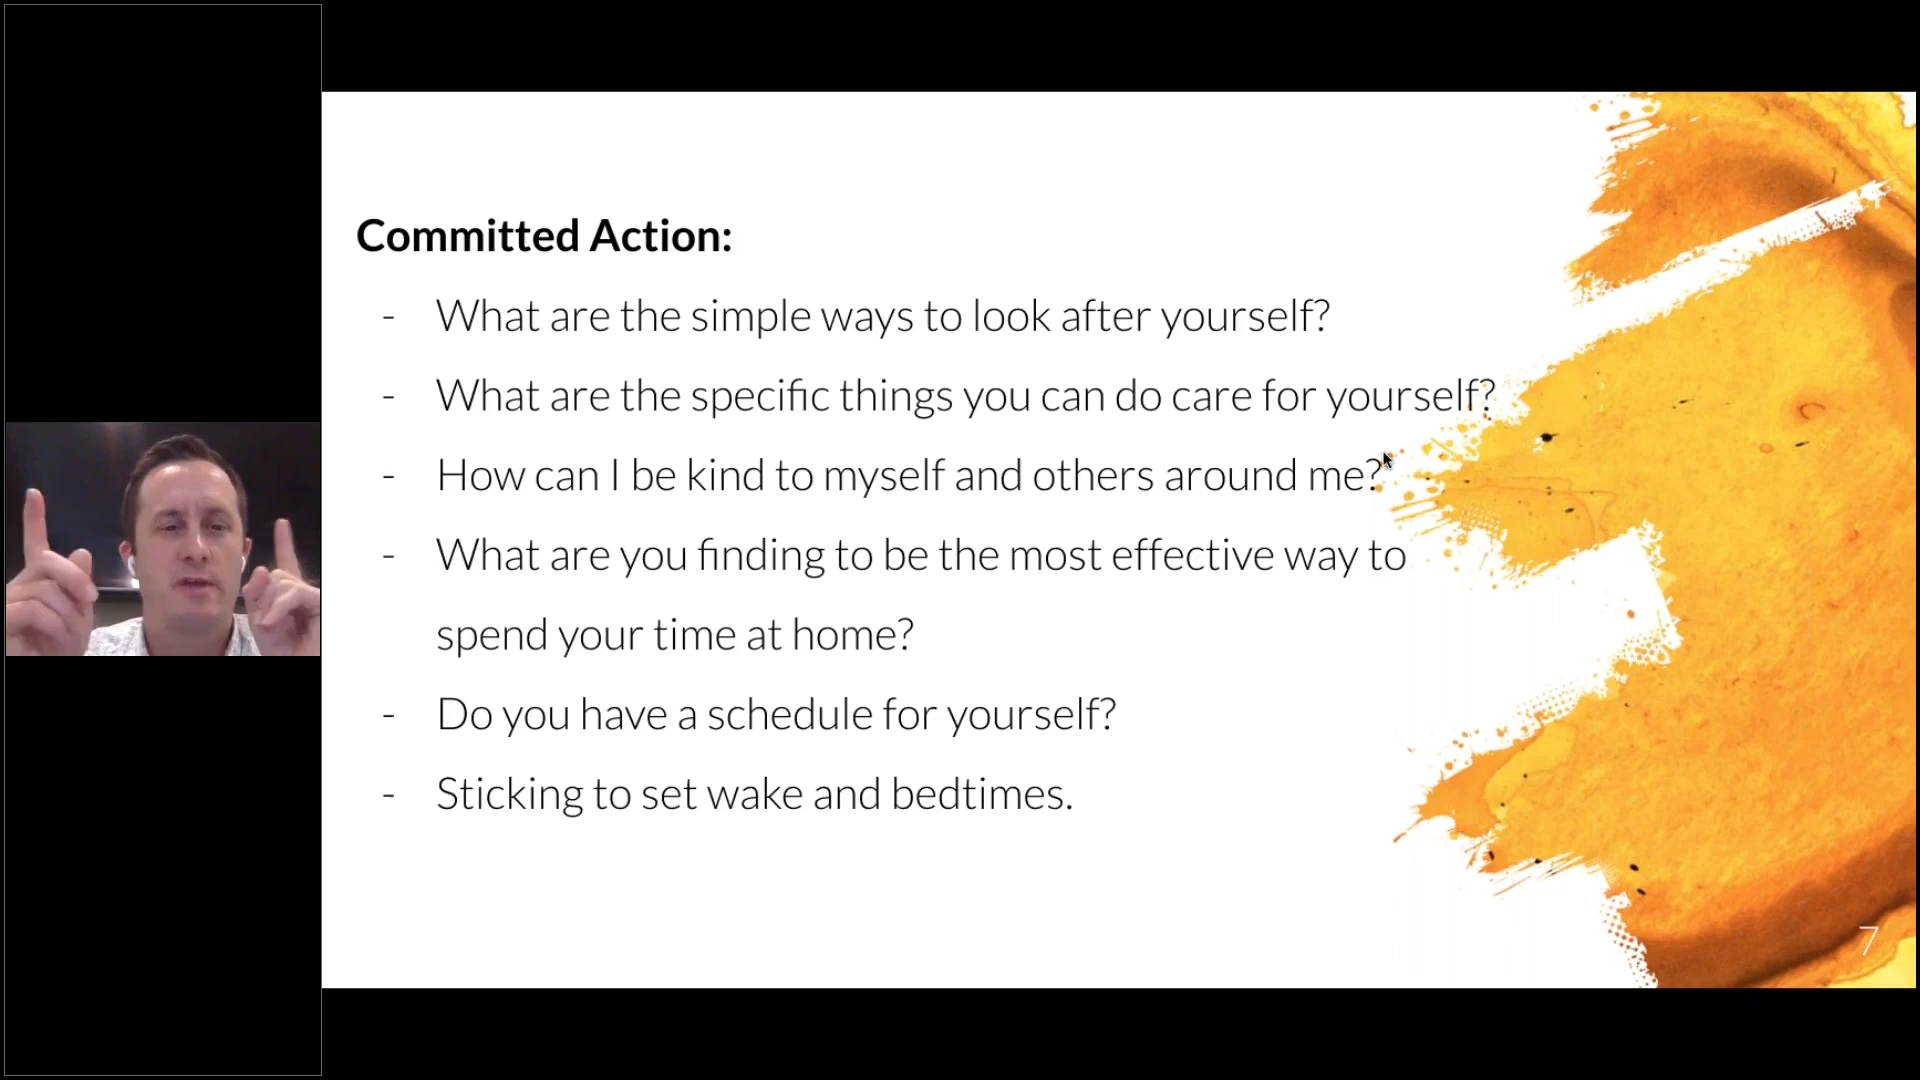 Committed Action:
- What are the simple ways to look after yourself?
- What are the specific things you can do care for yourself?
- How can I be kind to myself and others around me?
- What are you finding to be the most effective way to
spend your time at home?
- Do you have a schedule for yourself?
- Sticking to set wake and bedtimes.
7